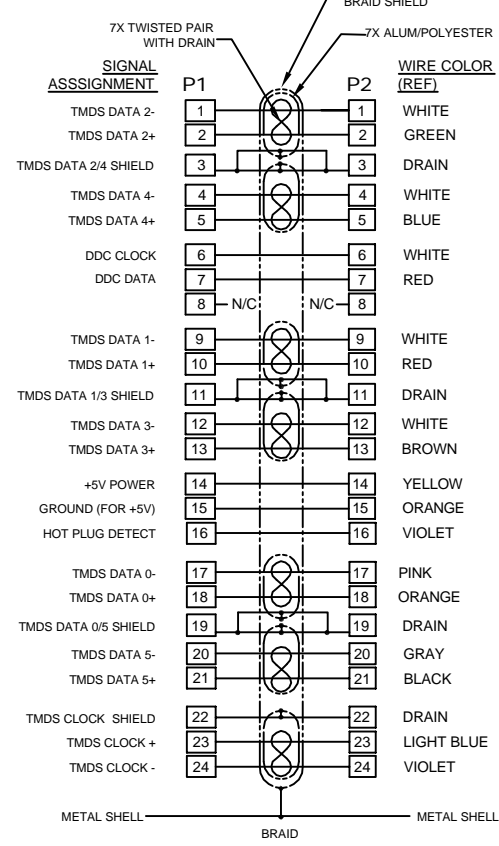 BRAID SHIELD
7X TWISTED PAIR
WITH DRAIN
7X ALUM/POLYESTER
SIGNAL
ASSSIGNMENT
P1
P2
WIRE COLOR
(REF)
TMDS DATA 2- 1 1 WHITE
TMDS DATA 2+ 2 2 GREEN
TMDS DATA 2/4 SHIELD 3 3 DRAIN
TMDS DATA 4- 4 4 WHITE
TMDS DATA 4+ 5 5 BLUE
DDC CLOCK 6 6 WHITE
DDC DATA 7 7 RED
8 N/C N/C 8
TMDS DATA 1- 9 9 WHITE
TMDS DATA 1+ 10 10 RED
TMDS DATA 1/3 SHIELD 11 11 DRAIN
TMDS DATA 3- 12 12 WHITE
TMDS DATA 3+ 13 13 BROWN
+5V POWER 14 14 YELLOW
GROUND (FOR +5V) 15 15 ORANGE
HOT PLUG DETECT 16 16 VIOLET
TMDS DATA 0- 17 17 PINK
TMDS DATA 0+ 18 18 ORANGE
TMDS DATA 0/5 SHIELD 19 19 DRAIN
TMDS DATA 5- 20 20 GRAY
TMDS DATA 5+ 21 21 BLACK
TMDS CLOCK SHIELD 22 22 DRAIN
TMDS CLOCK + 23 23 LIGHT BLUE
TMDS CLOCK - 24 24 VIOLET
METAL SHELL METAL SHELL
BRAID